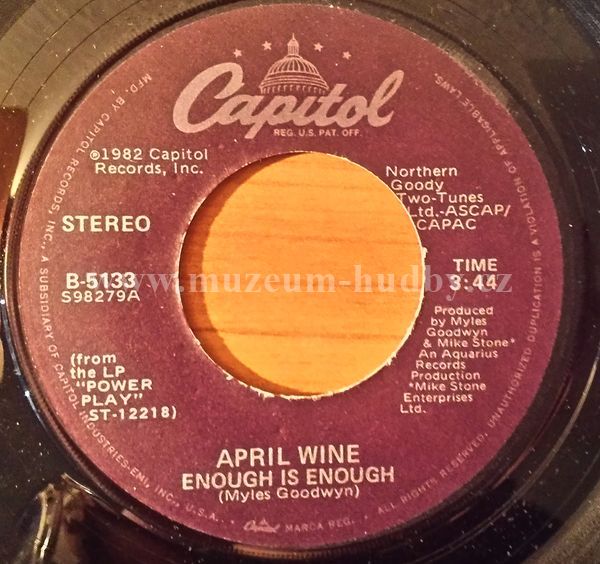 Capitol
REG. U.S. PAT. OFF.
℗1982 Capitol
Records, Inc.
STEREO
B-5133
S98279A
(from
the LP
"POWER
PLAY"
ST-12218)
Northern
Goody
Two-Tunes
Ltd.-ASCAP/
CAPAC
TIME
3:44
Produced
by Myles
Goodwyn
& Mike Stone*
An Aquarius
Records
Production
*Mike Stone
Enterprises
Ltd.
www.muzeum-hudby.cz
APRIL WINE
ENOUGH IS ENOUGH
(Myles Goodwyn)
MFD. BY CAPITOL RECORDS, INC., A SUBSIDIARY OF CAPITOL INDUSTRIES-EMI, INC., U.S.A. Capitol MARCA REG. ALL RIGHTS RESERVED. UNAUTHORIZED DUPLICATION IS A VIOLATION OF APPLICABLE LAWS.